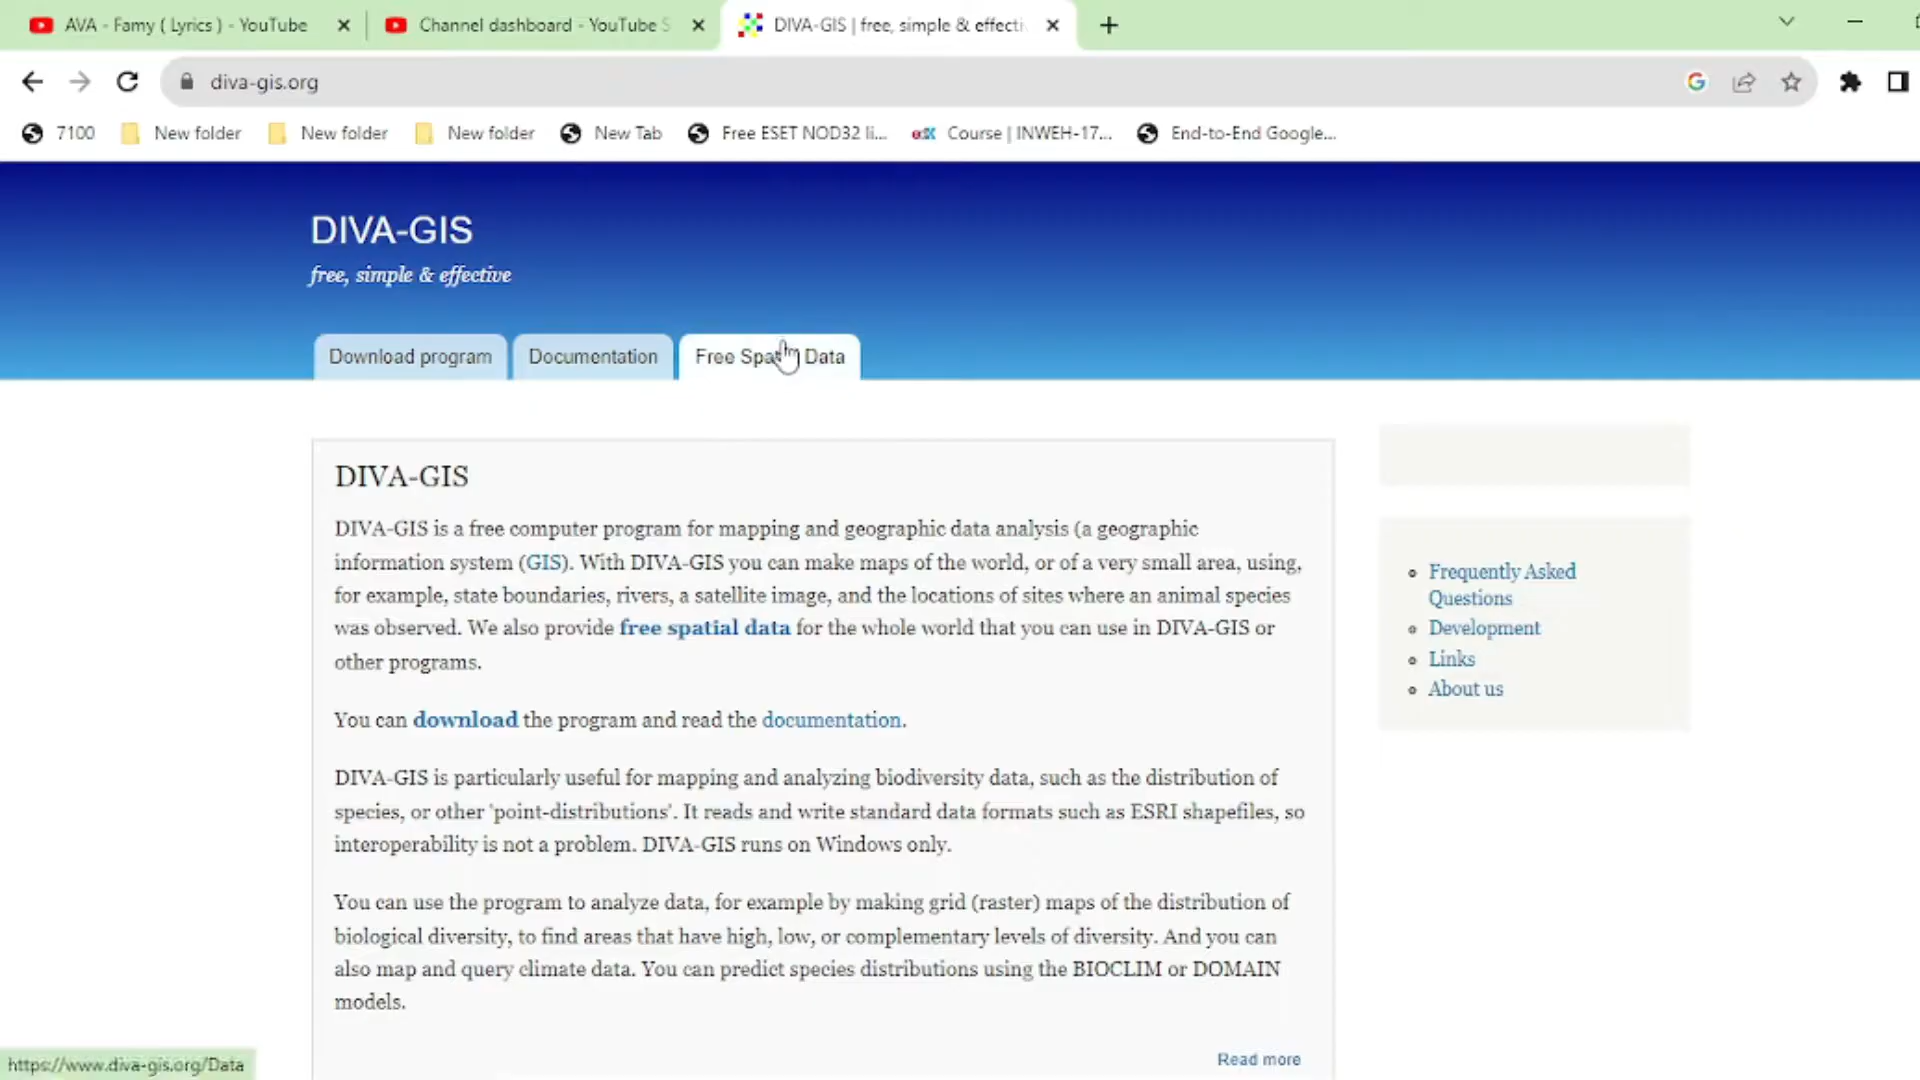 AVA - Famy ( Lyrics ) - YouTube
Channel dashboard - YouTube S
DIVA-GIS | free, simple & effecti
diva-gis.org
7100
New folder
New folder
New folder
New Tab
Free ESET NOD32 li...
edX Course | INWEH-17...
End-to-End Google...
DIVA-GIS
free, simple & effective
Download program
Documentation
Free Spatial Data
DIVA-GIS
DIVA-GIS is a free computer program for mapping and geographic data analysis (a geographic
information system (GIS). With DIVA-GIS you can make maps of the world, or of a very small area, using,
for example, state boundaries, rivers, a satellite image, and the locations of sites where an animal species
was observed. We also provide free spatial data for the whole world that you can use in DIVA-GIS or
other programs.
You can download the program and read the documentation.
DIVA-GIS is particularly useful for mapping and analyzing biodiversity data, such as the distribution of
species, or other 'point-distributions'. It reads and write standard data formats such as ESRI shapefiles, so
interoperability is not a problem. DIVA-GIS runs on Windows only.
You can use the program to analyze data, for example by making grid (raster) maps of the distribution of
biological diversity, to find areas that have high, low, or complementary levels of diversity. And you can
also map and query climate data. You can predict species distributions using the BIOCLIM or DOMAIN
models.
Read more
Frequently Asked
Questions
Development
Links
About us
https://www.diva-gis.org/Data